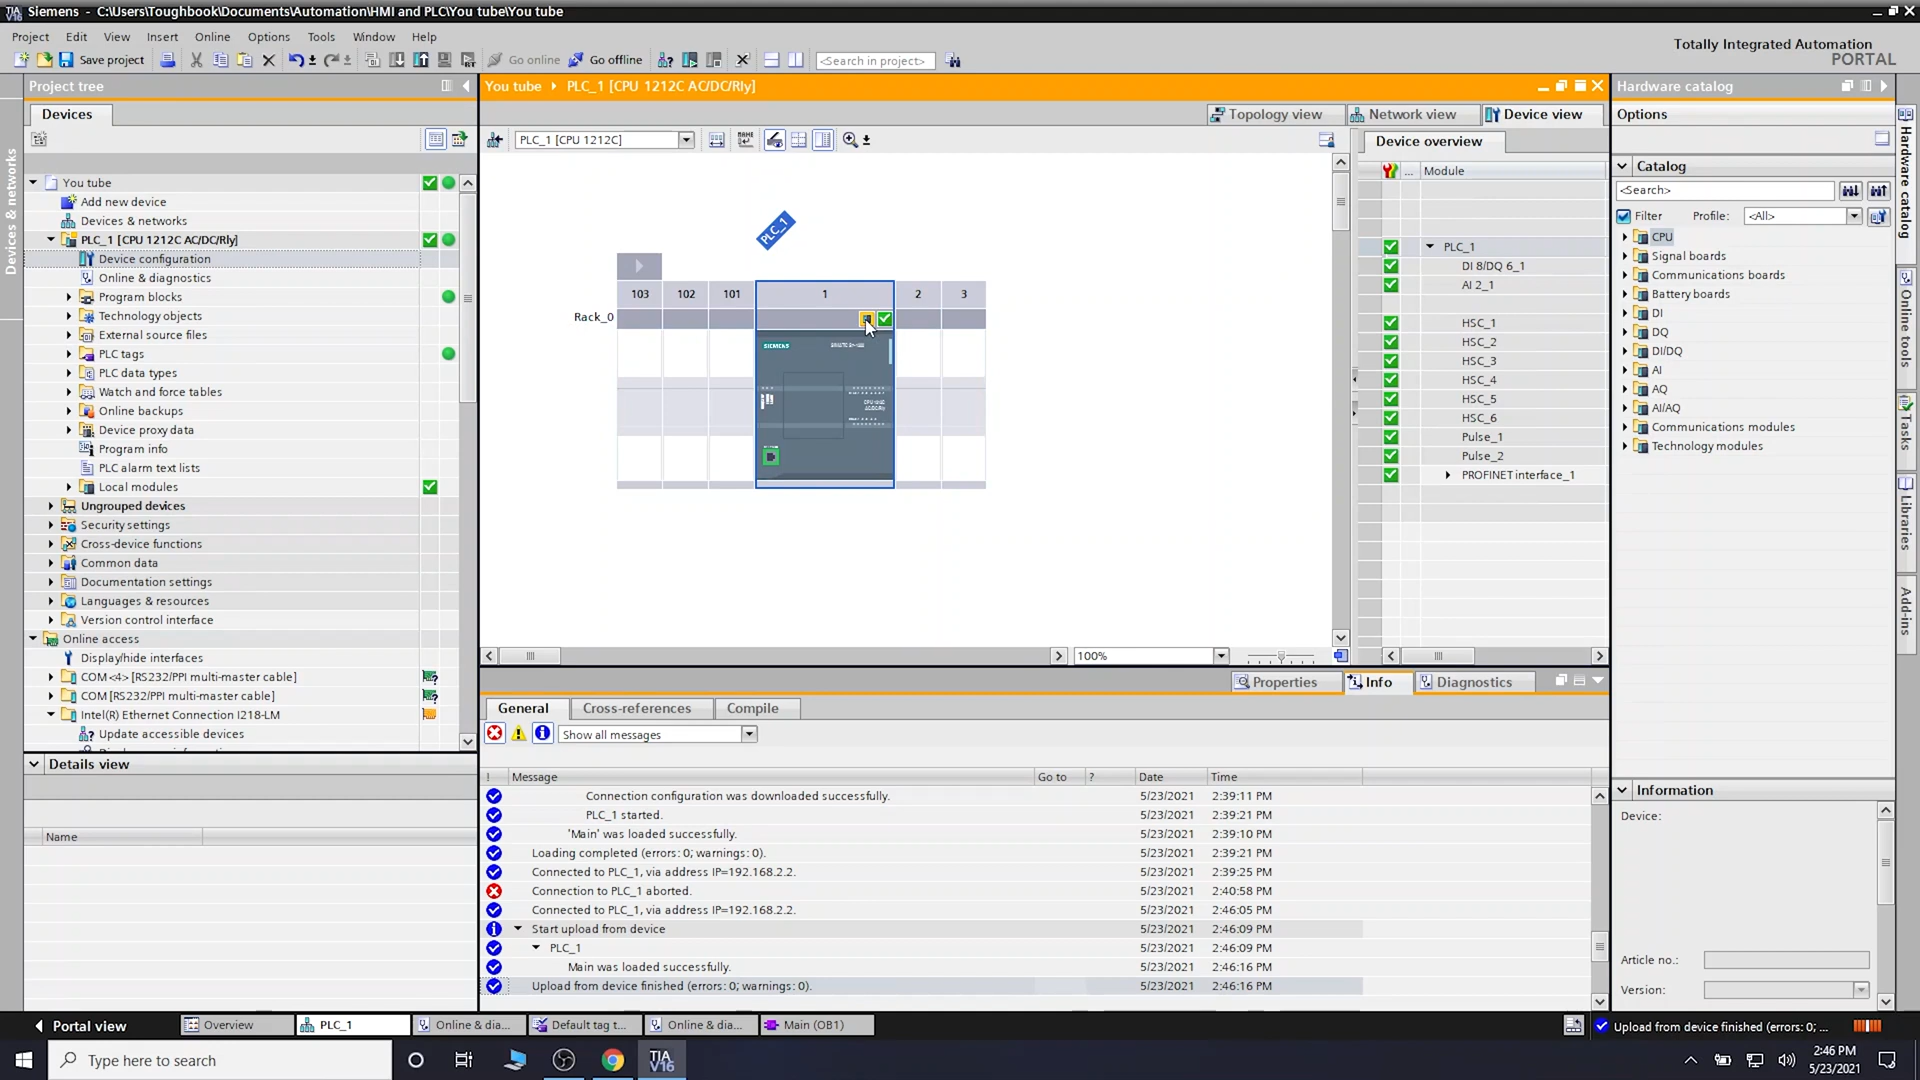 Siemens - C:\Users\Toughbook\Documents\Automation\HMI and PLC\You tube\You tube
Project Edit View Insert Online Options Tools Window Help
Totally Integrated Automation
PORTAL
Save project
Go online
Go offline
<Search in project>
Project tree
Devices
Devices & networks
You tube
Add new device
Devices & networks
PLC_1 [CPU 1212C AC/DC/Rly]
Device configuration
Online & diagnostics
Program blocks
Technology objects
External source files
PLC tags
PLC data types
Watch and force tables
Online backups
Device proxy data
Program info
PLC alarm text lists
Local modules
Ungrouped devices
Security settings
Cross-device functions
Common data
Documentation settings
Languages & resources
Version control interface
Online access
Display/hide interfaces
COM <4> [RS232/PPI multi-master cable]
COM [RS232/PPI multi-master cable]
Intel(R) Ethernet Connection I218-LM
Update accessible devices
Details view
Name
You tube ▸ PLC_1 [CPU 1212C AC/DC/Rly]
Topology view
Network view
Device view
PLC_1 [CPU 1212C]
PLC_1
103 102 101 1 2 3
Rack_0
SIEMENS
100%
Device overview
... Module
PLC_1
DI 8/DQ 6_1
AI 2_1
HSC_1
HSC_2
HSC_3
HSC_4
HSC_5
HSC_6
Pulse_1
Pulse_2
PROFINET interface_1
Properties
Info
Diagnostics
General
Cross-references
Compile
Show all messages
! Message Go to ? Date Time
Connection configuration was downloaded successfully. 5/23/2021 2:39:11 PM
PLC_1 started. 5/23/2021 2:39:21 PM
'Main' was loaded successfully. 5/23/2021 2:39:10 PM
Loading completed (errors: 0; warnings: 0). 5/23/2021 2:39:21 PM
Connected to PLC_1, via address IP=192.168.2.2. 5/23/2021 2:39:25 PM
Connection to PLC_1 aborted. 5/23/2021 2:40:58 PM
Connected to PLC_1, via address IP=192.168.2.2. 5/23/2021 2:46:05 PM
Start upload from device 5/23/2021 2:46:09 PM
PLC_1 5/23/2021 2:46:09 PM
Main was loaded successfully. 5/23/2021 2:46:16 PM
Upload from device finished (errors: 0; warnings: 0). 5/23/2021 2:46:16 PM
Hardware catalog
Options
Catalog
<Search>
Filter Profile: <All>
CPU
Signal boards
Communications boards
Battery boards
DI
DQ
DI/DQ
AI
AQ
AI/AQ
Communications modules
Technology modules
Information
Device:
Article no.:
Version:
Hardware catalog
Online tools
Tasks
Libraries
Add-ins
Portal view
Overview
PLC_1
Online & dia...
Default tag t...
Online & dia...
Main (OB1)
Upload from device finished (errors: 0; ...
Type here to search
TIA
V16
2:46 PM
5/23/2021